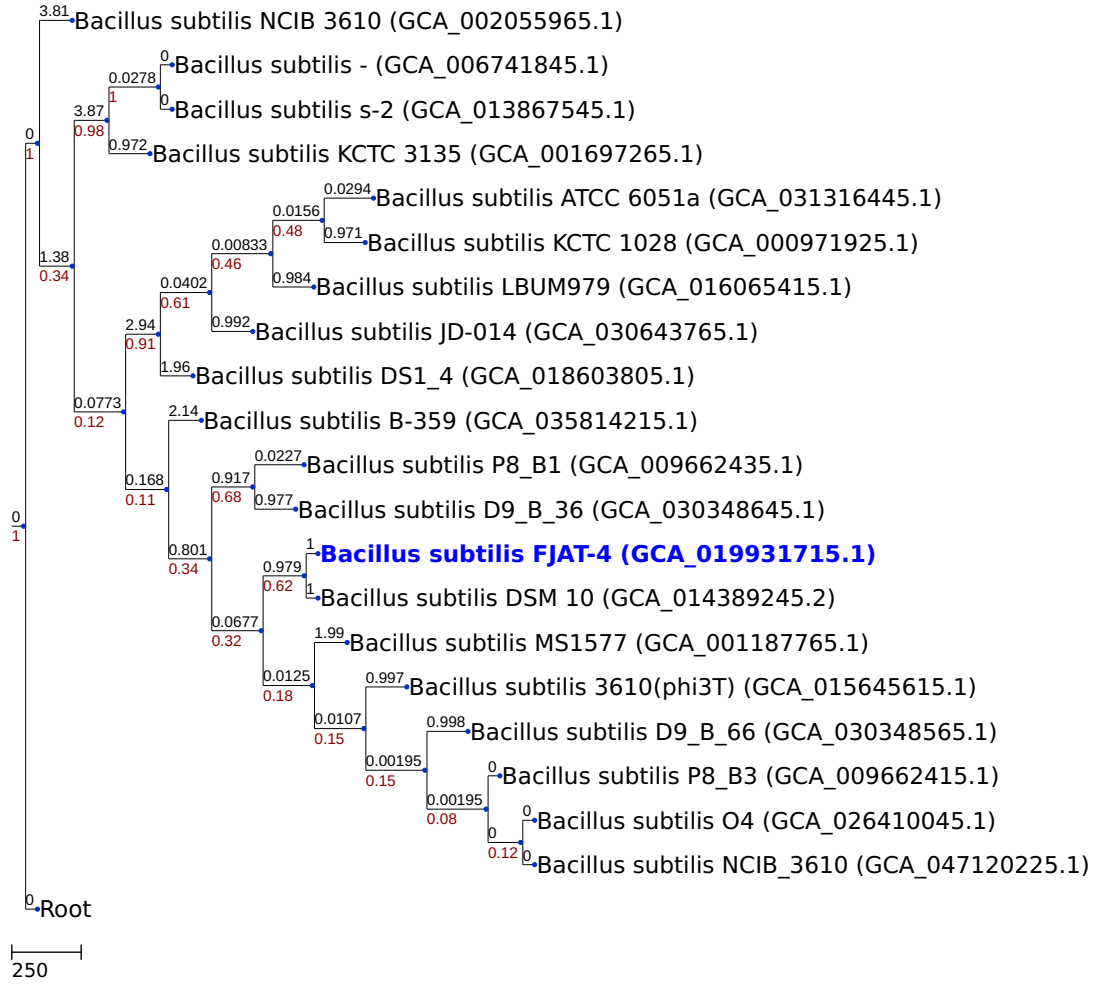 3.81
Bacillus subtilis NCIB 3610 (GCA_002055965.1)
0
Bacillus subtilis - (GCA_006741845.1)
0.0278
1
0
Bacillus subtilis s-2 (GCA_013867545.1)
3.87
0.98
0.972
Bacillus subtilis KCTC 3135 (GCA_001697265.1)
0
1
0.0294
Bacillus subtilis ATCC 6051a (GCA_031316445.1)
0.0156
0.48
0.971
Bacillus subtilis KCTC 1028 (GCA_000971925.1)
0.00833
0.46
1.38
0.34
0.984
Bacillus subtilis LBUM979 (GCA_016065415.1)
0.0402
0.61
0.992
Bacillus subtilis JD-014 (GCA_030643765.1)
2.94
0.91
1.96
Bacillus subtilis DS1_4 (GCA_018603805.1)
0.0773
0.12
2.14
Bacillus subtilis B-359 (GCA_035814215.1)
0.0227
Bacillus subtilis P8_B1 (GCA_009662435.1)
0.168
0.11
0.917
0.68
0.977
Bacillus subtilis D9_B_36 (GCA_030348645.1)
0
1
1
Bacillus subtilis FJAT-4 (GCA_019931715.1)
0.801
0.34
0.979
0.62
1
Bacillus subtilis DSM 10 (GCA_014389245.2)
0.0677
0.32
1.99
Bacillus subtilis MS1577 (GCA_001187765.1)
0.0125
0.18
0.997
Bacillus subtilis 3610(phi3T) (GCA_015645615.1)
0.0107
0.15
0.998
Bacillus subtilis D9_B_66 (GCA_030348565.1)
0.00195
0.15
0
Bacillus subtilis P8_B3 (GCA_009662415.1)
0.00195
0.08
0
Bacillus subtilis O4 (GCA_026410045.1)
0
0.12
0
Bacillus subtilis NCIB_3610 (GCA_047120225.1)
0
Root
250